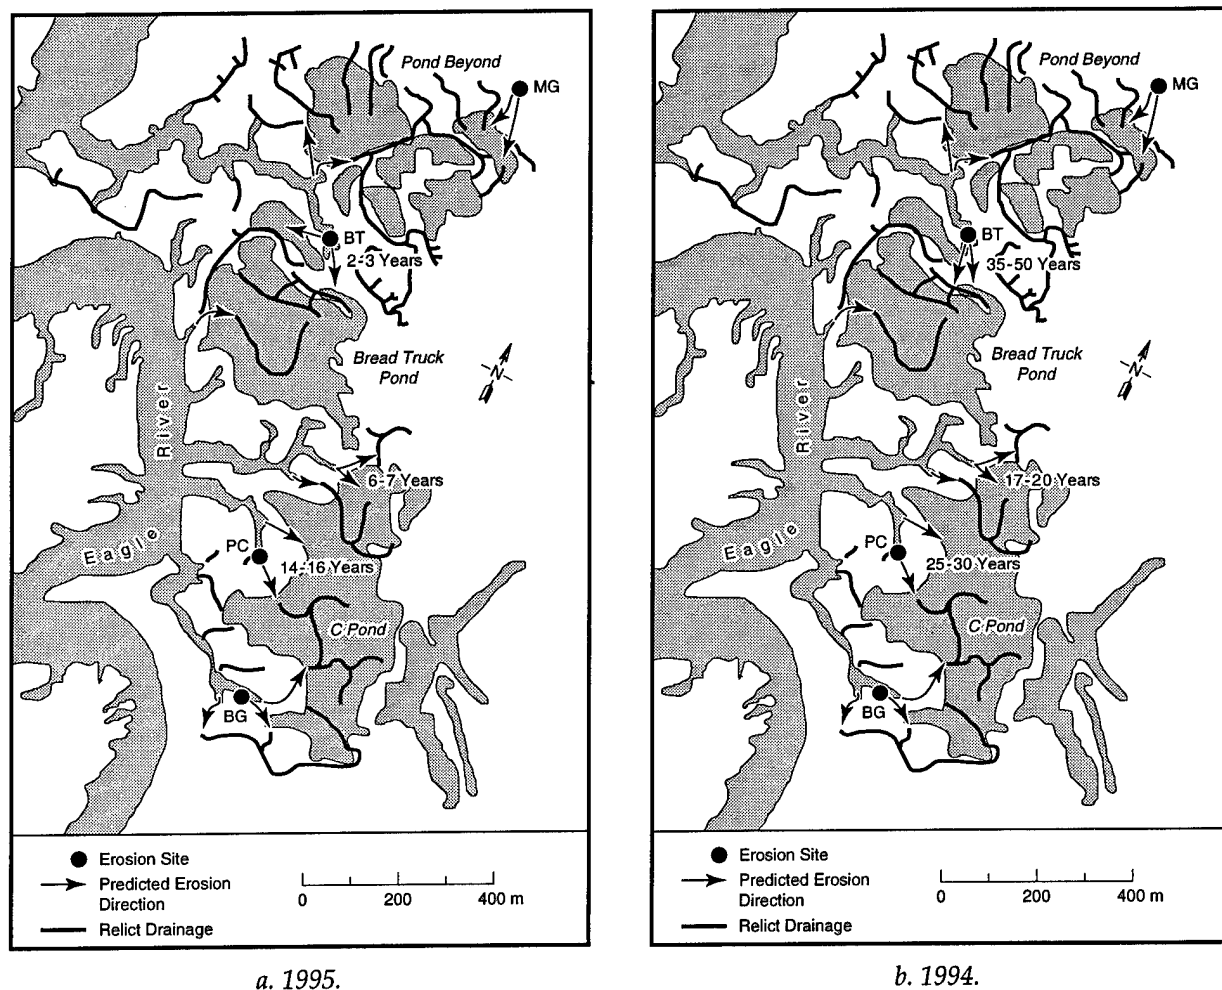 Pond Beyond
MG
BT
2-3 Years
Bread Truck
Pond
N
River
6-7 Years
Eagle
PC
14-16 Years
C Pond
BG
Erosion Site
Predicted Erosion
Direction
Relict Drainage
0
200
400 m
a. 1995.
Pond Beyond
MG
BT
35-50 Years
Bread Truck
Pond
N
River
17-20 Years
Eagle
PC
25-30 Years
C Pond
BG
Erosion Site
Predicted Erosion
Direction
Relict Drainage
0
200
400 m
b. 1994.